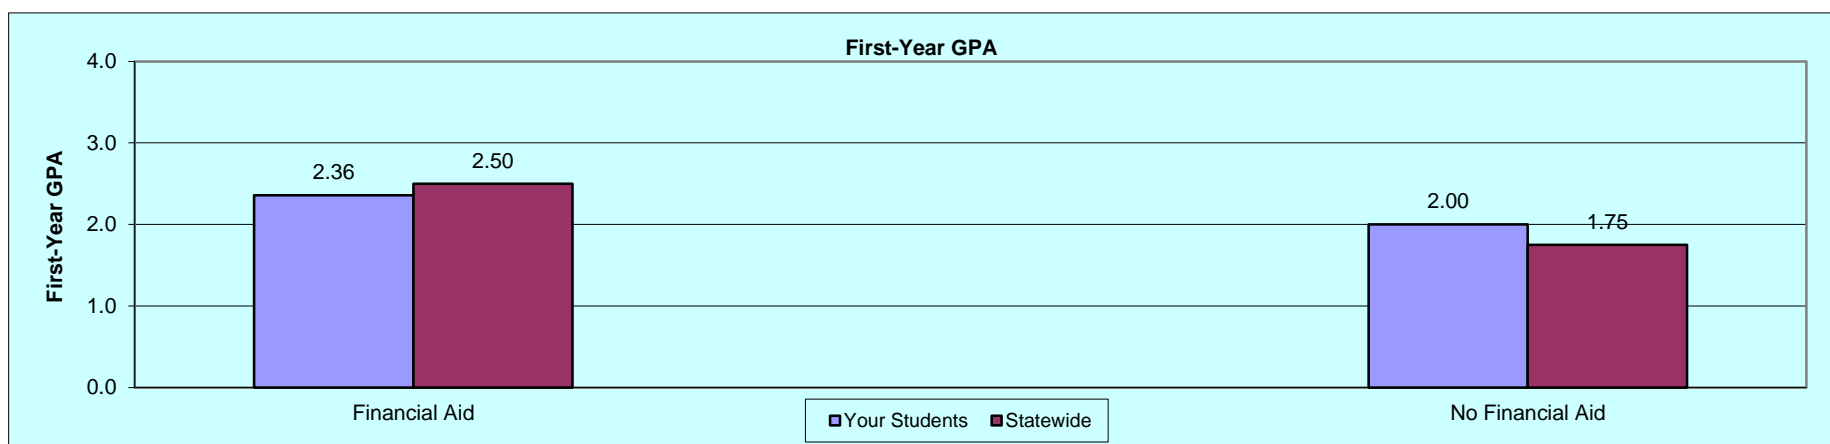 First-Year GPA
First-Year GPA
4.0
3.0
2.0
1.0
0.0
2.36
2.50
2.00
1.75
Financial Aid
No Financial Aid
Your Students
Statewide